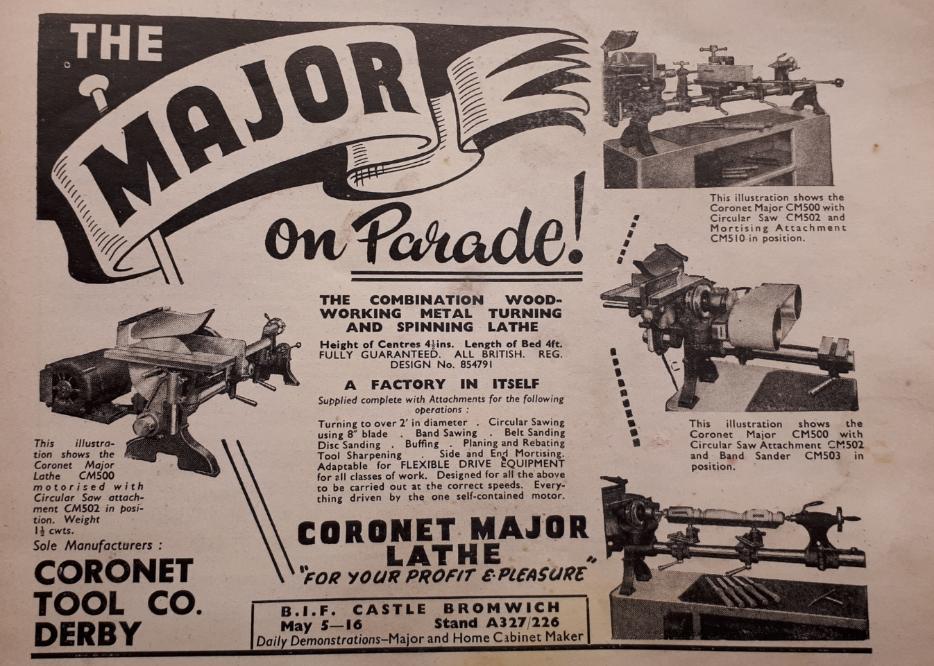 THE
MAJOR
on Parade!
THE COMBINATION WOOD-
WORKING METAL TURNING
AND SPINNING LATHE
Height of Centres 4½ins. Length of Bed 4ft.
FULLY GUARANTEED. ALL BRITISH. REG.
DESIGN No. 854791
A FACTORY IN ITSELF
Supplied complete with Attachments for the following
operations :
Turning to over 2' in diameter . Circular Sawing
using 8" blade . Band Sawing . Belt Sanding
Disc Sanding . Buffing . Planing and Rebating
Tool Sharpening . Side and End Mortising.
Adaptable for FLEXIBLE DRIVE EQUIPMENT
for all classes of work. Designed for all the above
to be carried out at the correct speeds. Every-
thing driven by the one self-contained motor.
CORONET MAJOR
LATHE
"FOR YOUR PROFIT & PLEASURE"
B.I.F. CASTLE BROMWICH
May 5—16 Stand A327/226
Daily Demonstrations—Major and Home Cabinet Maker
This illustra-
tion shows the
Coronet Major
Lathe CM500
motorised with
Circular Saw attach-
ment CM502 in posi-
tion. Weight
1½ cwts.
Sole Manufacturers :
CORONET
TOOL CO.
DERBY
This illustration shows the
Coronet Major CM500 with
Circular Saw CM502 and
Mortising Attachment
CM510 in position.
This illustration shows the
Coronet Major CM500 with
Circular Saw Attachment CM502
and Band Sander CM503 in
position.